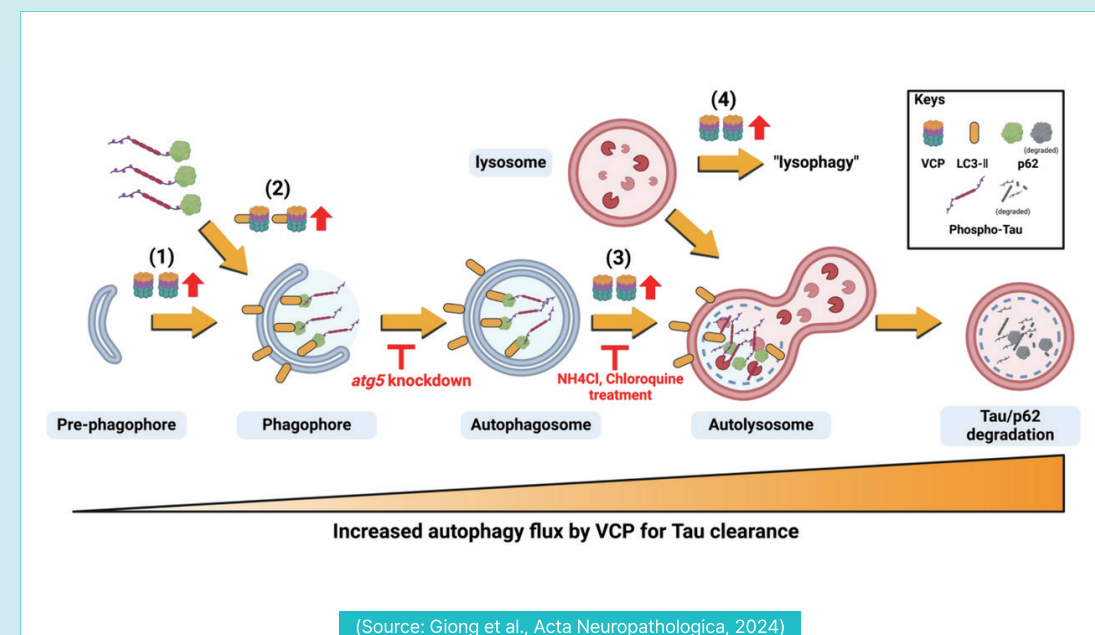 (4)
Keys
lysosome
"lysophagy"
VCP
LC3-II
(degraded)
p62
(degraded)
Phospho-Tau
(2)
(1)
(3)
atg5 knockdown
NH4Cl, Chloroquine
treatment
Pre-phagophore
Phagophore
Autophagosome
Autolysosome
Tau/p62
degradation
Increased autophagy flux by VCP for Tau clearance
(Source: Giong et al., Acta Neuropathologica, 2024)